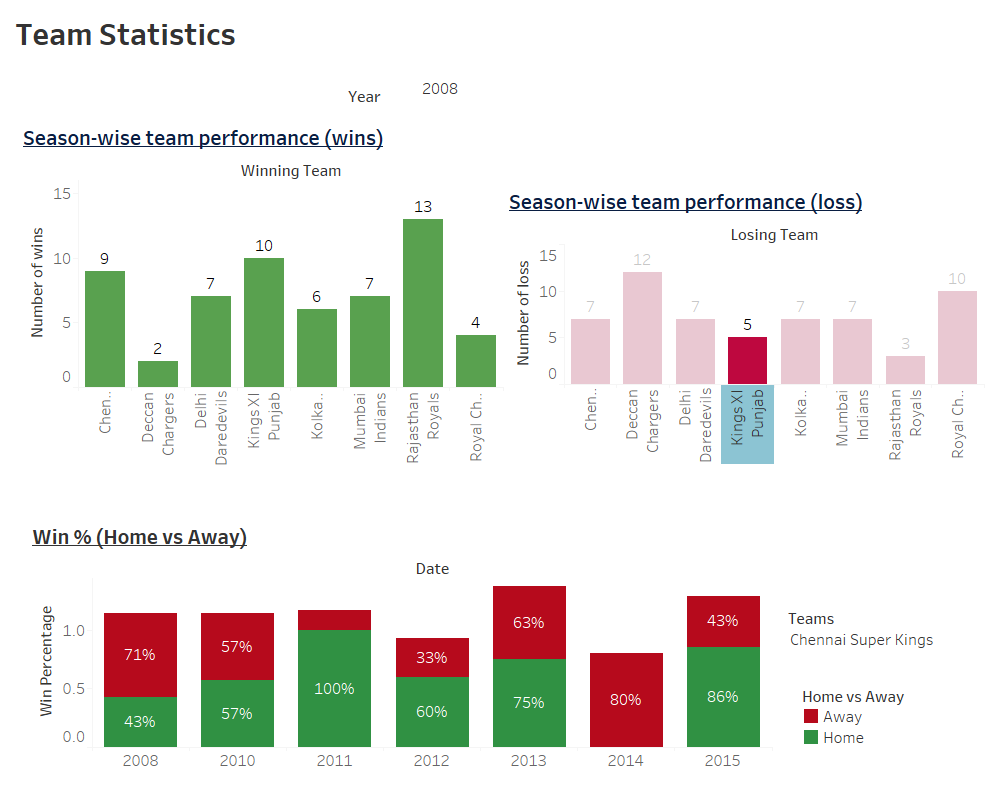 Team Statistics
Year 2008
Season-wise team performance (wins)
Winning Team
Number of wins
15
10
5
0
9
2
7
10
6
7
13
4
Chen..
Deccan
Chargers
Delhi
Daredevils
Kings XI
Punjab
Kolka..
Mumbai
Indians
Rajasthan
Royals
Royal Ch..
Season-wise team performance (loss)
Losing Team
Number of loss
15
10
5
0
7
12
7
5
7
7
3
10
Chen..
Deccan
Chargers
Delhi
Daredevils
Kings XI
Punjab
Kolka..
Mumbai
Indians
Rajasthan
Royals
Royal Ch..
Win % (Home vs Away)
Date
Win Percentage
1.0
0.5
0.0
71%
43%
57%
57%
100%
33%
60%
63%
75%
80%
43%
86%
2008
2010
2011
2012
2013
2014
2015
Teams
Chennai Super Kings
Home vs Away
Away
Home